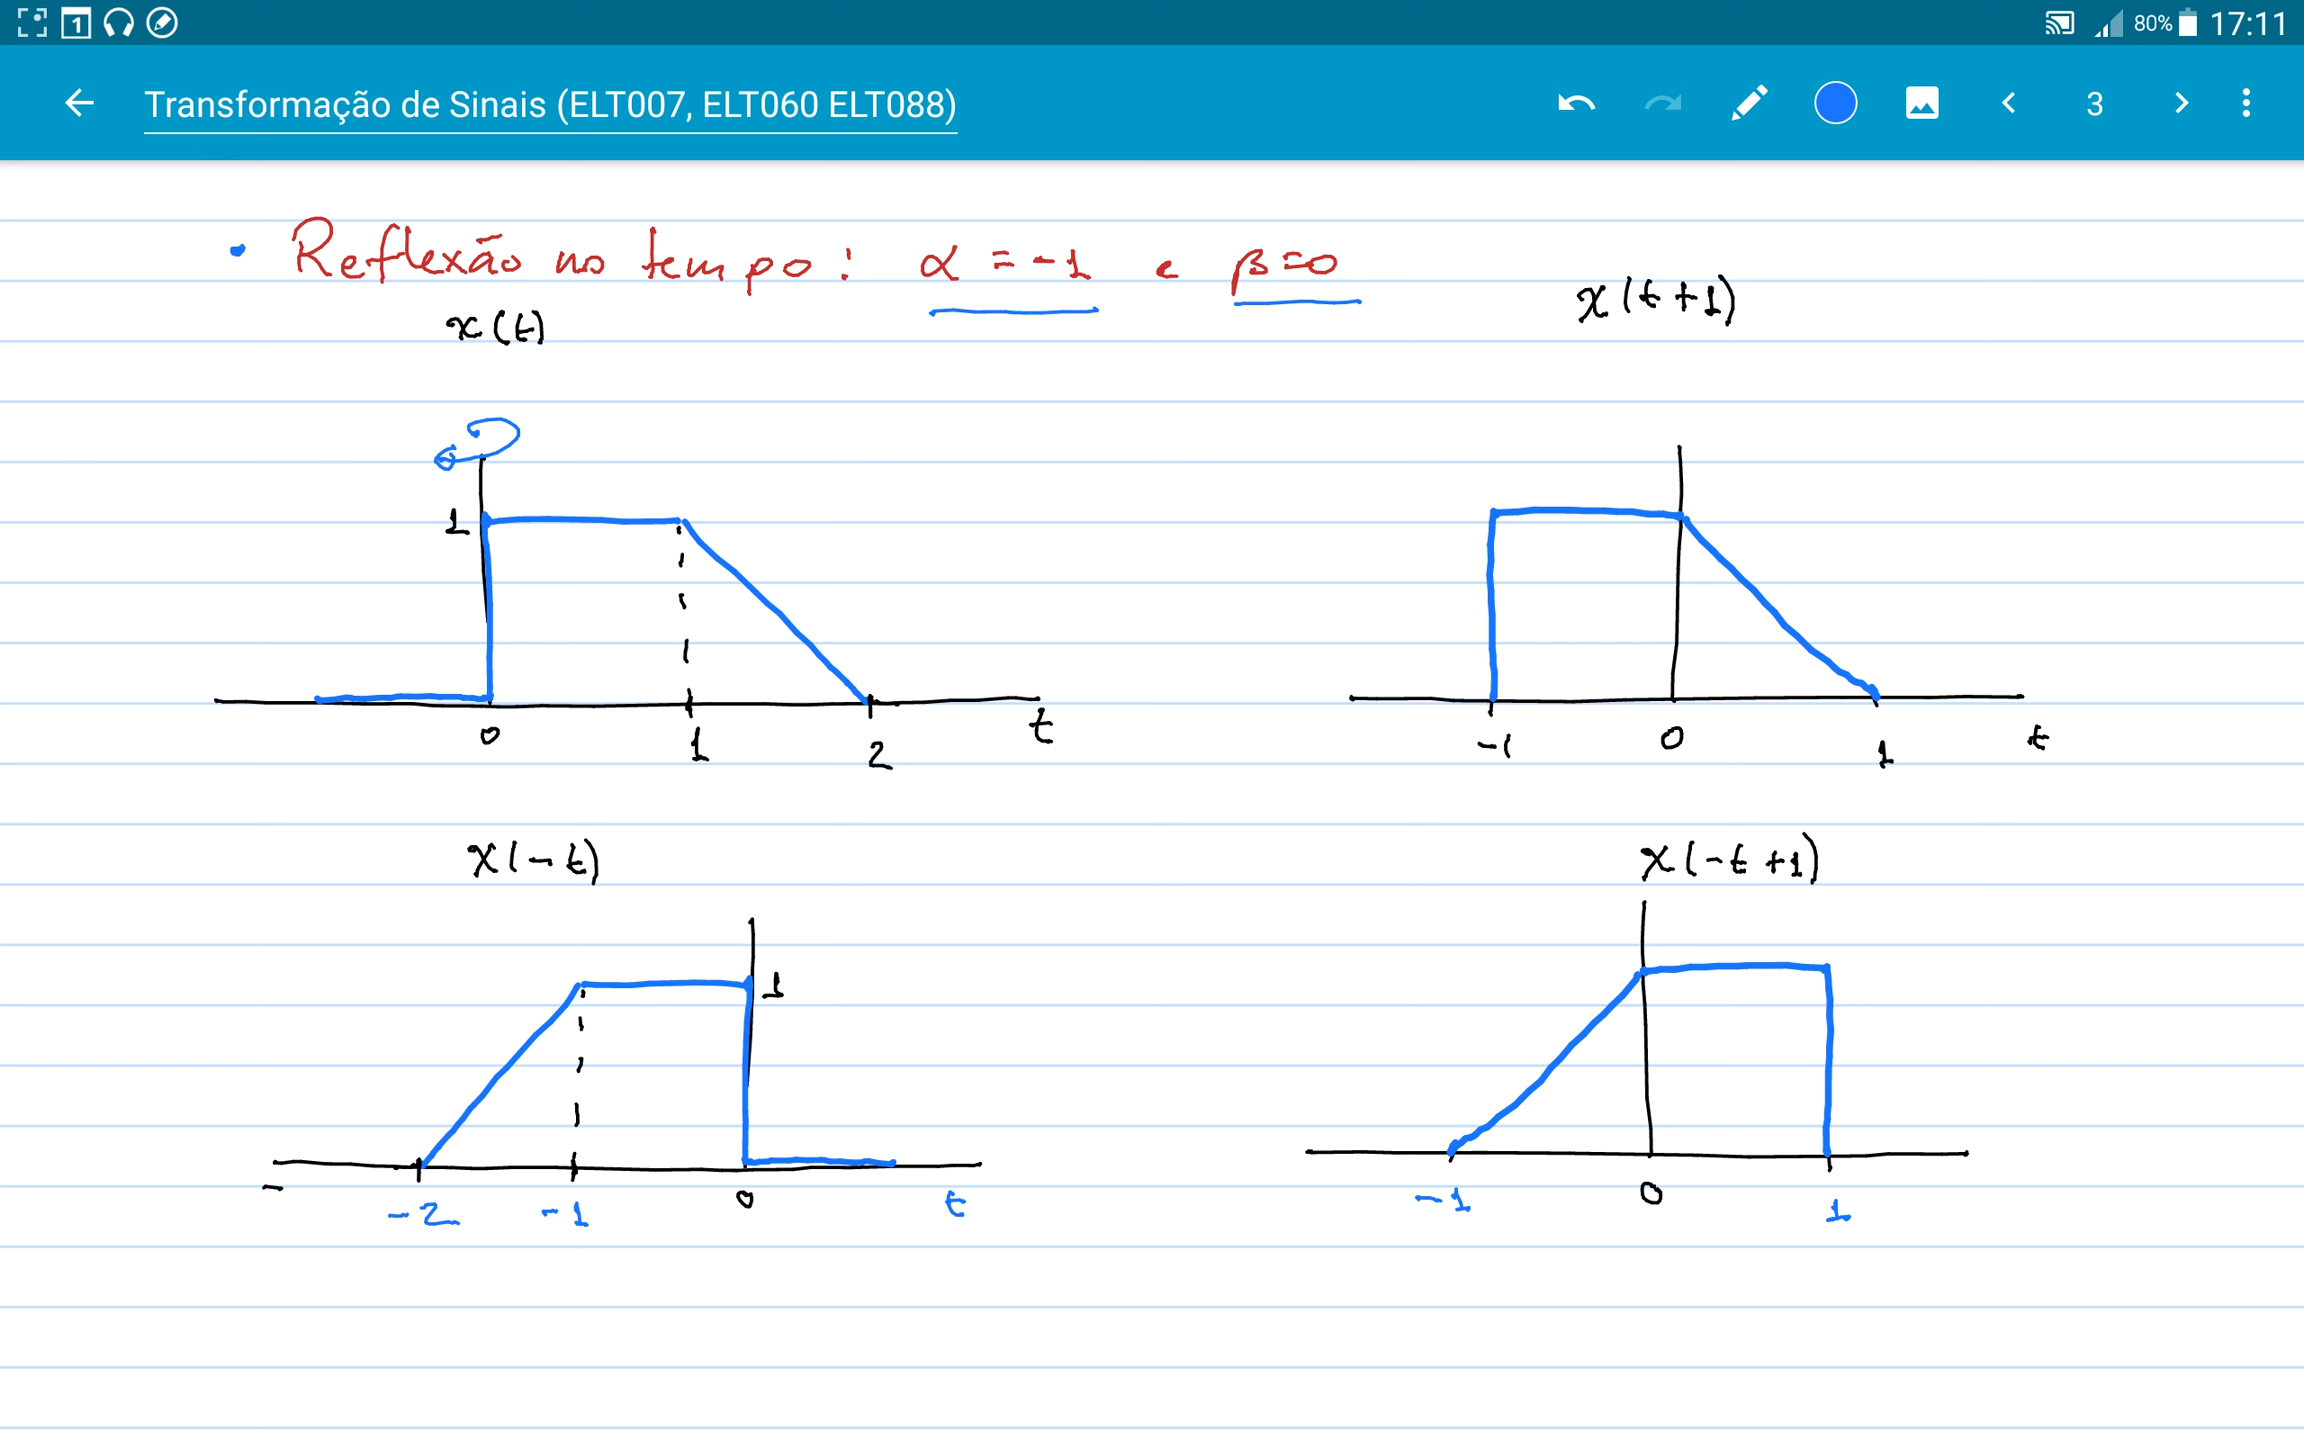 1 80% 17:11
Transformação de Sinais (ELT007, ELT060 ELT088) 3
• Reflexão no tempo: α = -1 e β=0
x(t)
1
0 1 2 t
x(t+1)
-1 0 1 t
x(-t)
1
-2 -1 0 t
x(-t+1)
-1 0 1